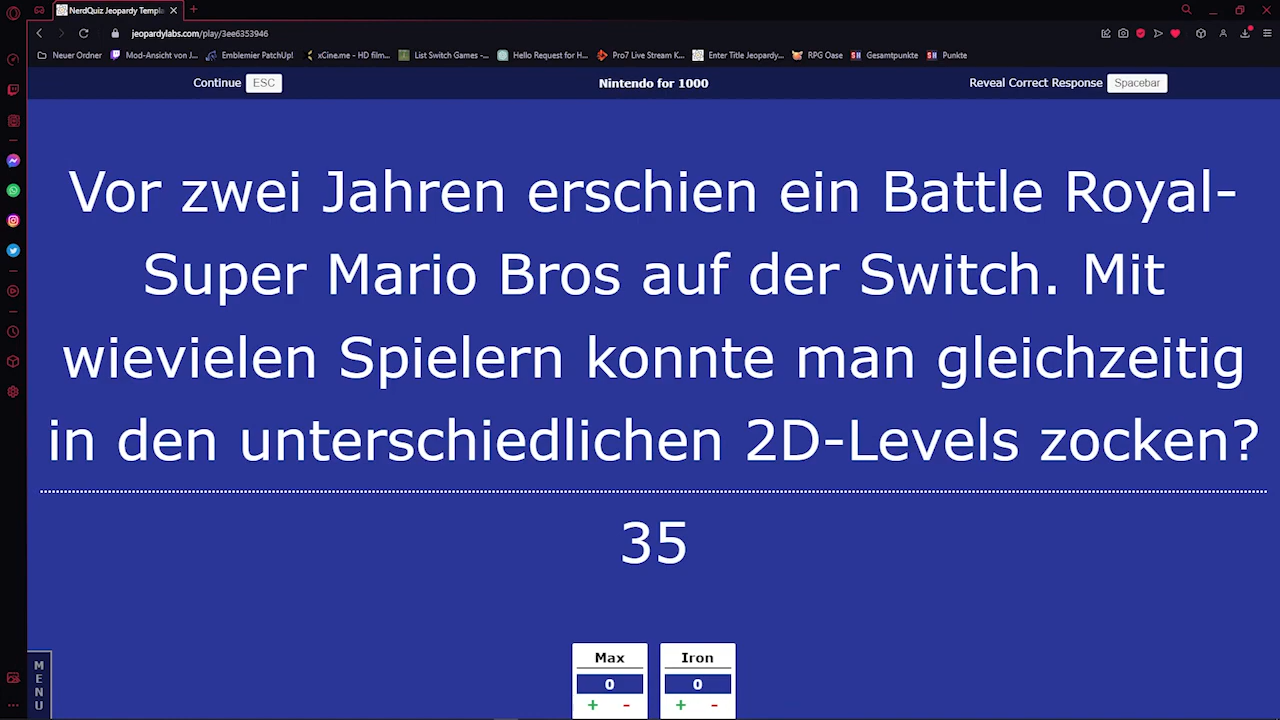 NerdQuiz Jeopardy Templa
jeopardylabs.com/play/3ee6353946
Neuer Ordner
Mod-Ansicht von J...
Emblemier PatchUp!
xCine.me - HD film...
List Switch Games -...
Hello Request for H...
Pro7 Live Stream K...
Enter Title Jeopardy...
RPG Oase
Gesamtpunkte
Punkte
Continue ESC
Nintendo for 1000
Reveal Correct Response Spacebar
Vor zwei Jahren erschien ein Battle Royal-
Super Mario Bros auf der Switch. Mit
wievielen Spielern konnte man gleichzeitig
in den unterschiedlichen 2D-Levels zocken?
35
MENU
Max
0
+ -
Iron
0
+ -